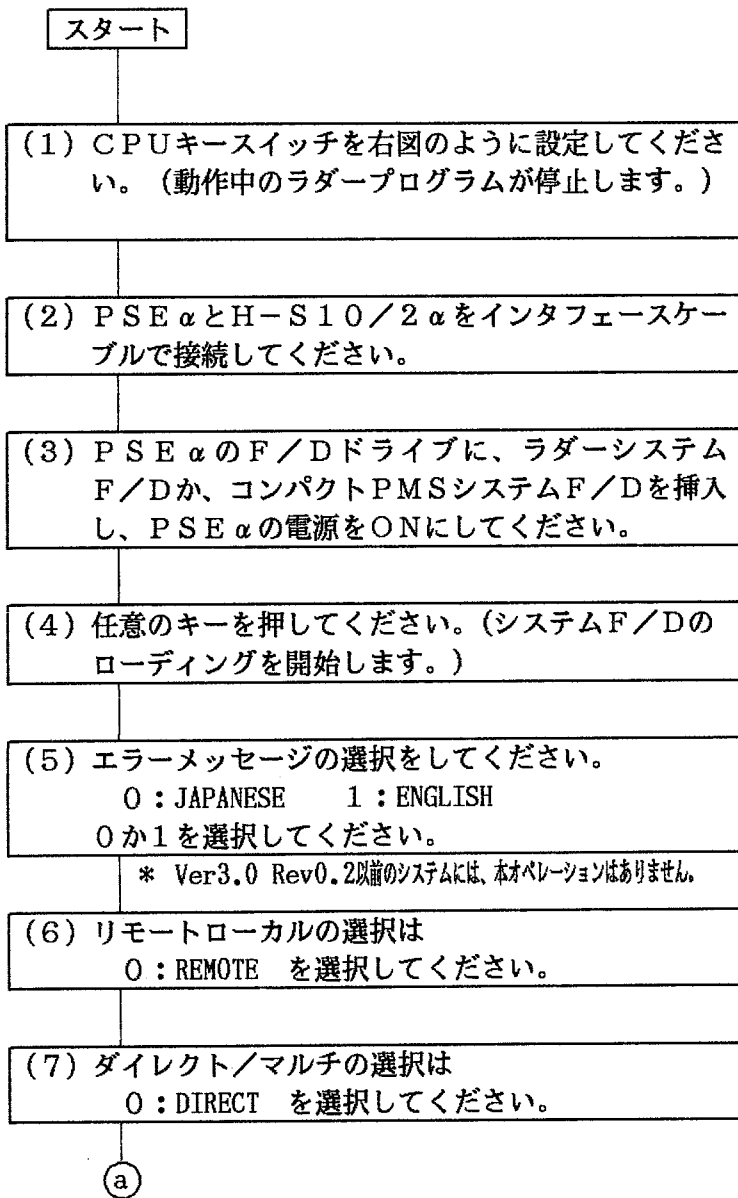 スタート
(1) CPUキースイッチを右図のように設定してくださ
い。(動作中のラダープログラムが停止します。)
(2) PSEαとH－S10／2αをインタフェースケー
ブルで接続してください。
(3) PSEαのF／Dドライブに、ラダーシステム
F／Dか、コンパクトPMSシステムF／Dを挿入
し、PSEαの電源をONにしてください。
(4) 任意のキーを押してください。(システムF／Dの
ローディングを開始します。)
(5) エラーメッセージの選択をしてください。
0：JAPANESE　1：ENGLISH
0か1を選択してください。
* Ver3.0 Rev0.2以前のシステムには、本オペレーションはありません。
(6) リモートローカルの選択は
0：REMOTE を選択してください。
(7) ダイレクト／マルチの選択は
0：DIRECT を選択してください。
a